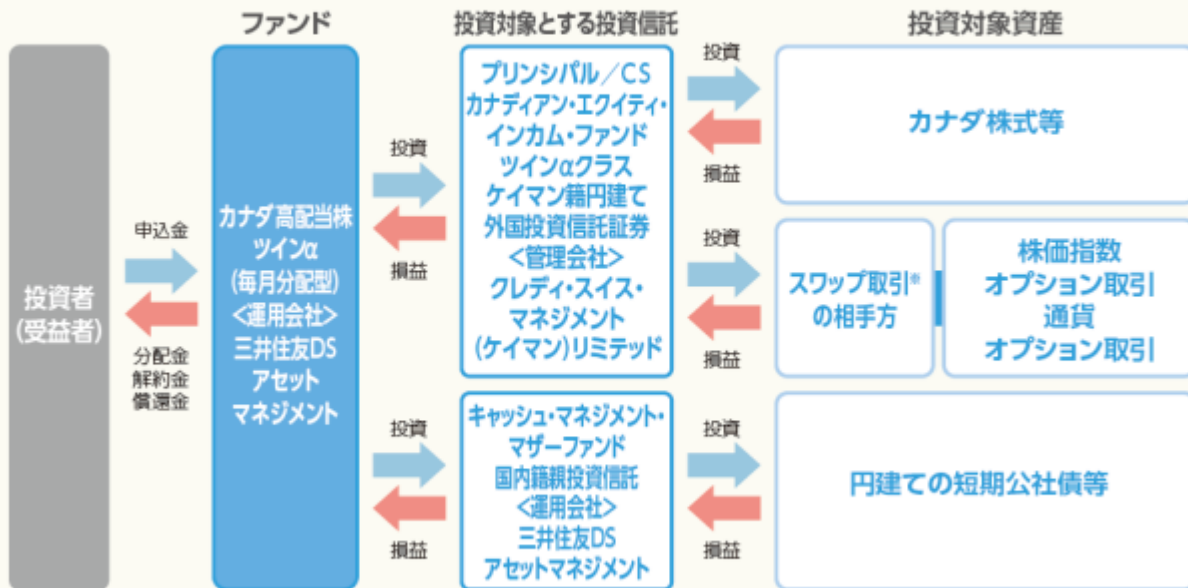 ファンド
投資対象とする投資信託
投資対象資産
投資者
(受益者)
申込金
分配金
解約金
償還金
カナダ高配当株
ツインα
(毎月分配型)
<運用会社>
三井住友DS
アセット
マネジメント
投資
損益
プリンシパル/CS
カナディアン・エクイティ・
インカム・ファンド
ツインαクラス
ケイマン籍円建て
外国投資信託証券
<管理会社>
クレディ・スイス・
マネジメント
(ケイマン)リミテッド
投資
損益
カナダ株式等
投資
損益
スワップ取引※
の相手方
株価指数
オプション取引
通貨
オプション取引
投資
損益
キャッシュ・マネジメント・
マザーファンド
国内籍親投資信託
<運用会社>
三井住友DS
アセットマネジメント
投資
損益
円建ての短期公社債等